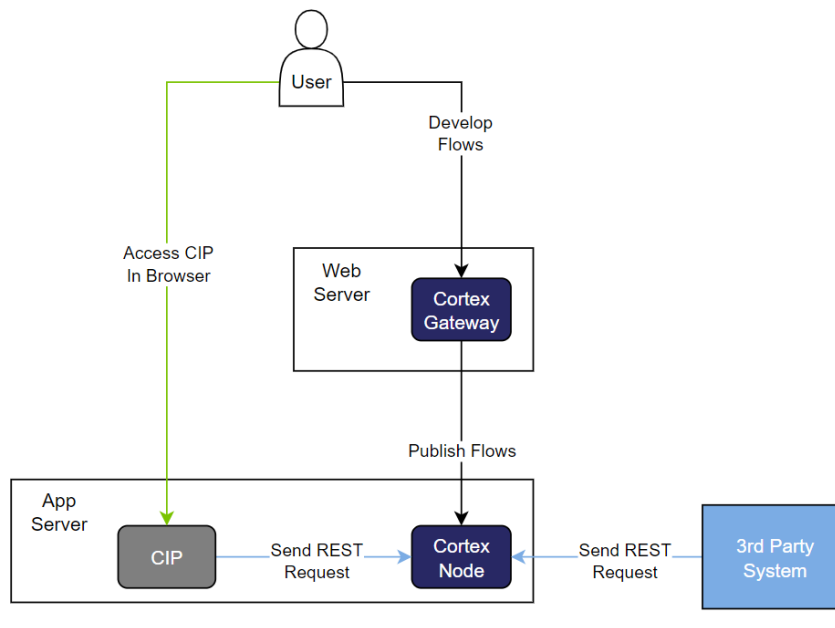 User
Develop
Flows
Access CIP
In Browser
Web
Server
Cortex
Gateway
Publish Flows
App
Server
CIP
Send REST
Request
Cortex
Node
Send REST
Request
3rd Party
System